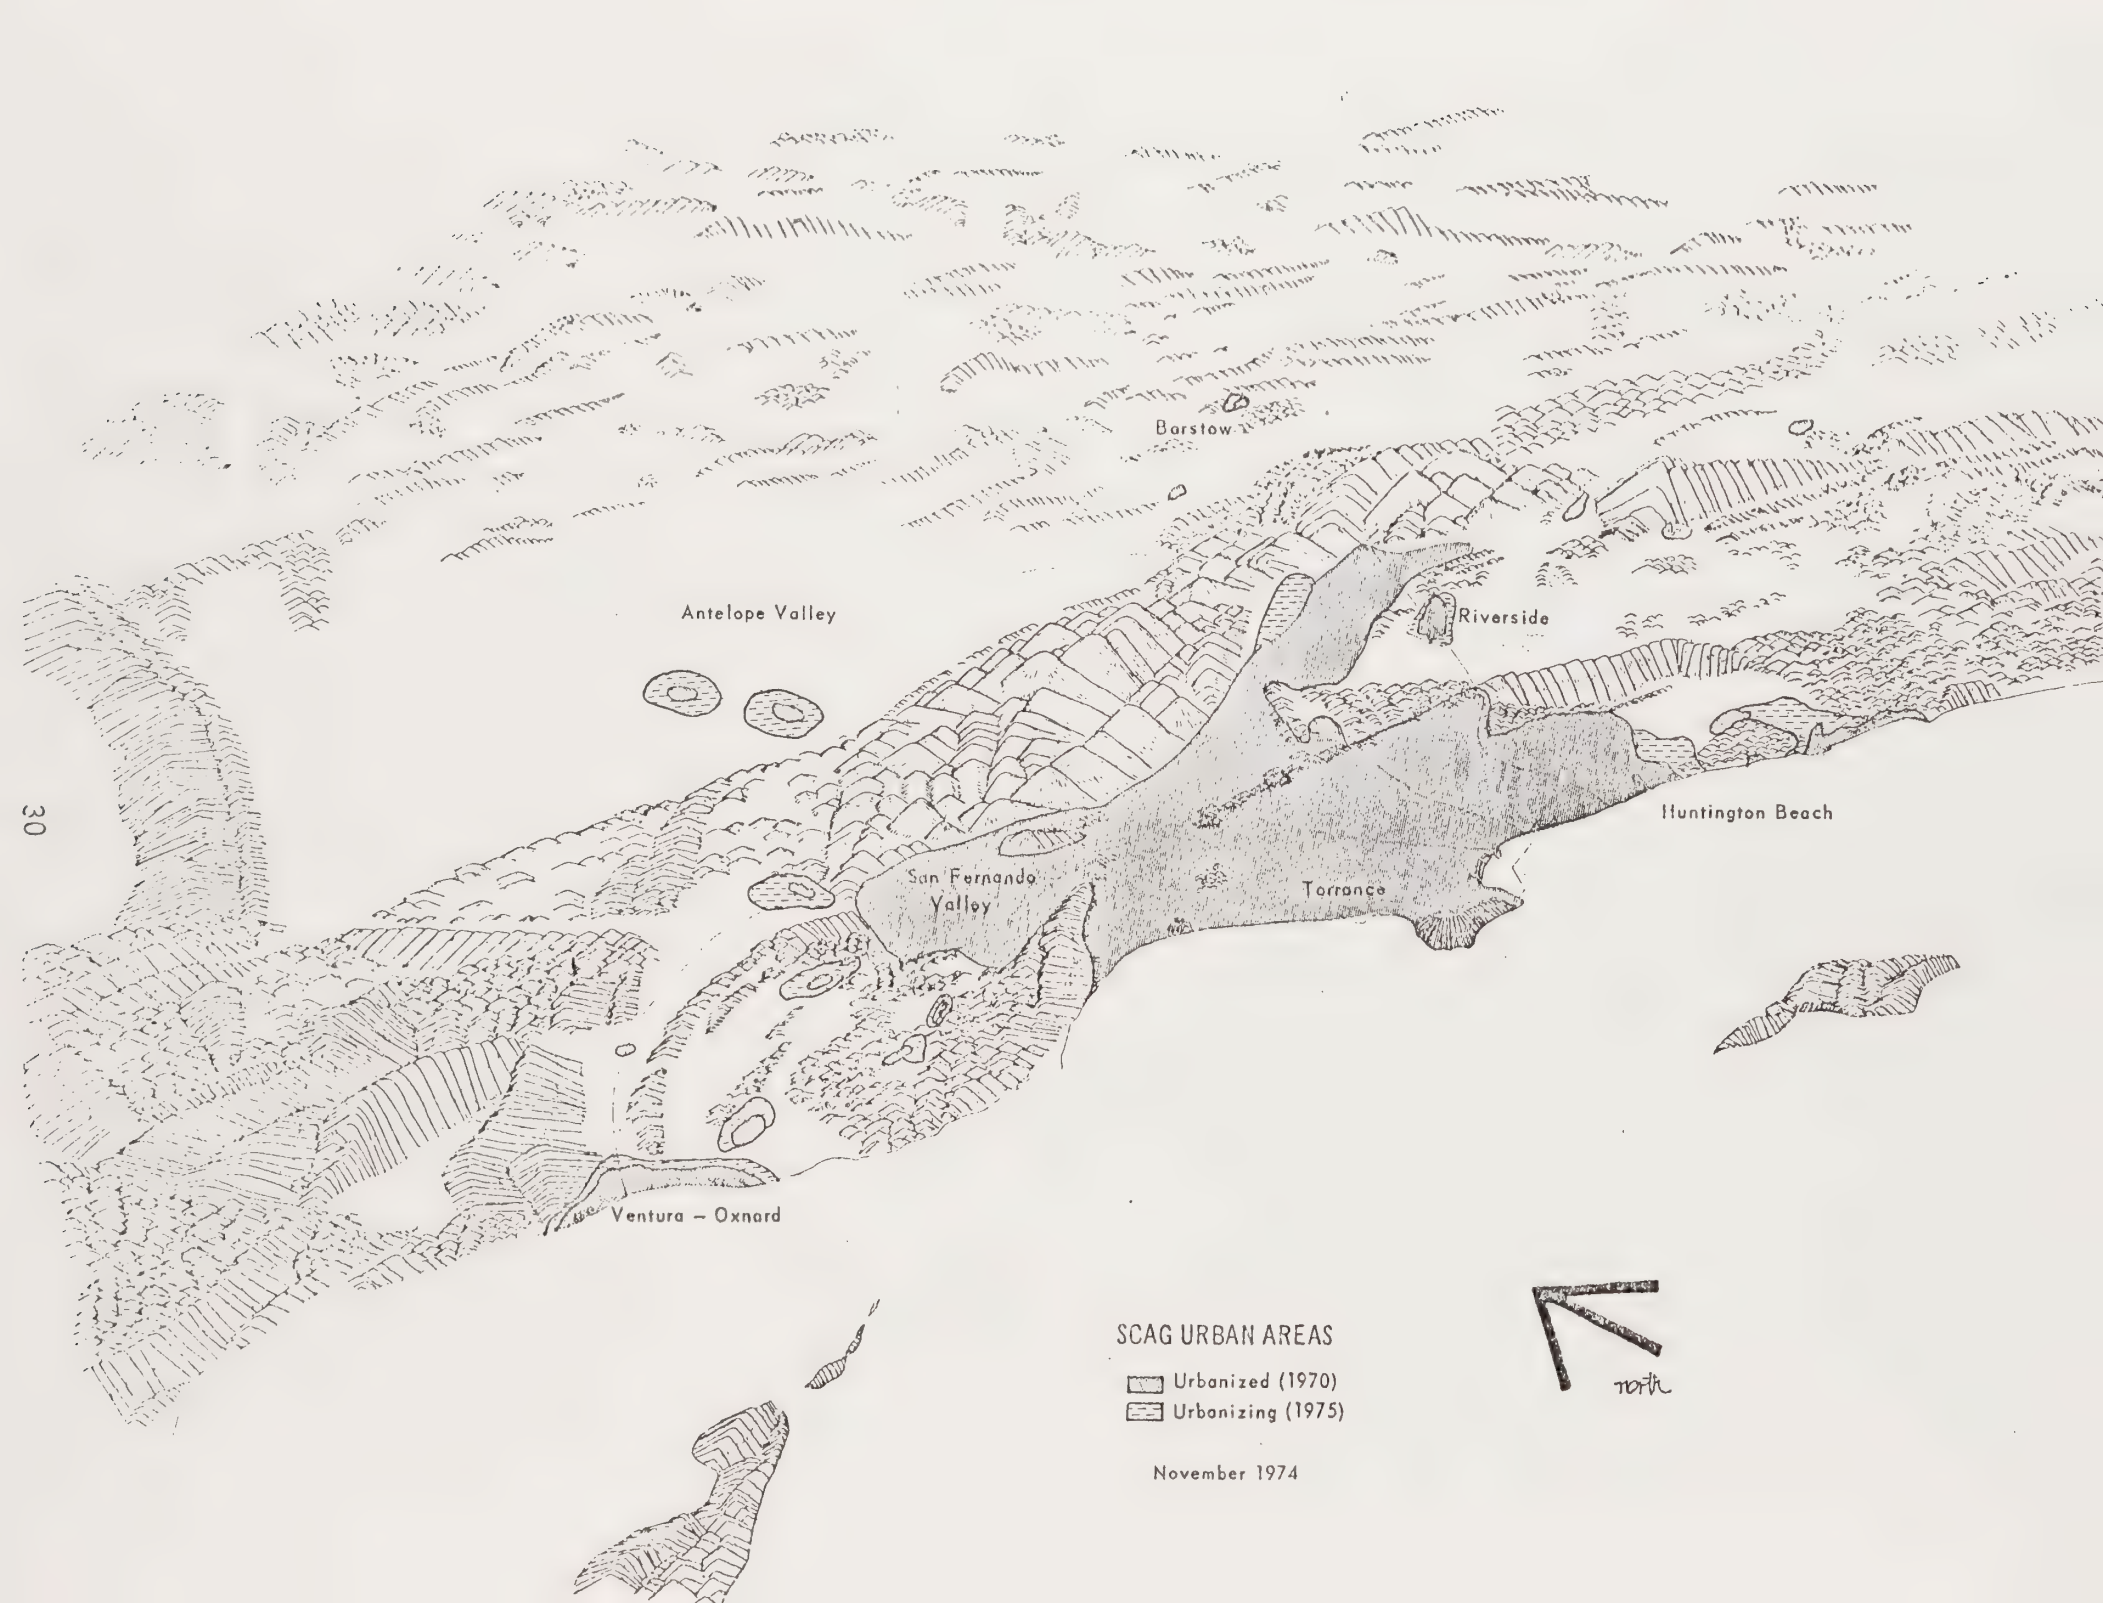 Barstow
Antelope Valley
Riverside
Huntington Beach
San Fernando
Valley
Torrance
30
Ventura – Oxnard
SCAG URBAN AREAS
Urbanized (1970)
Urbanizing (1975)
north
November 1974